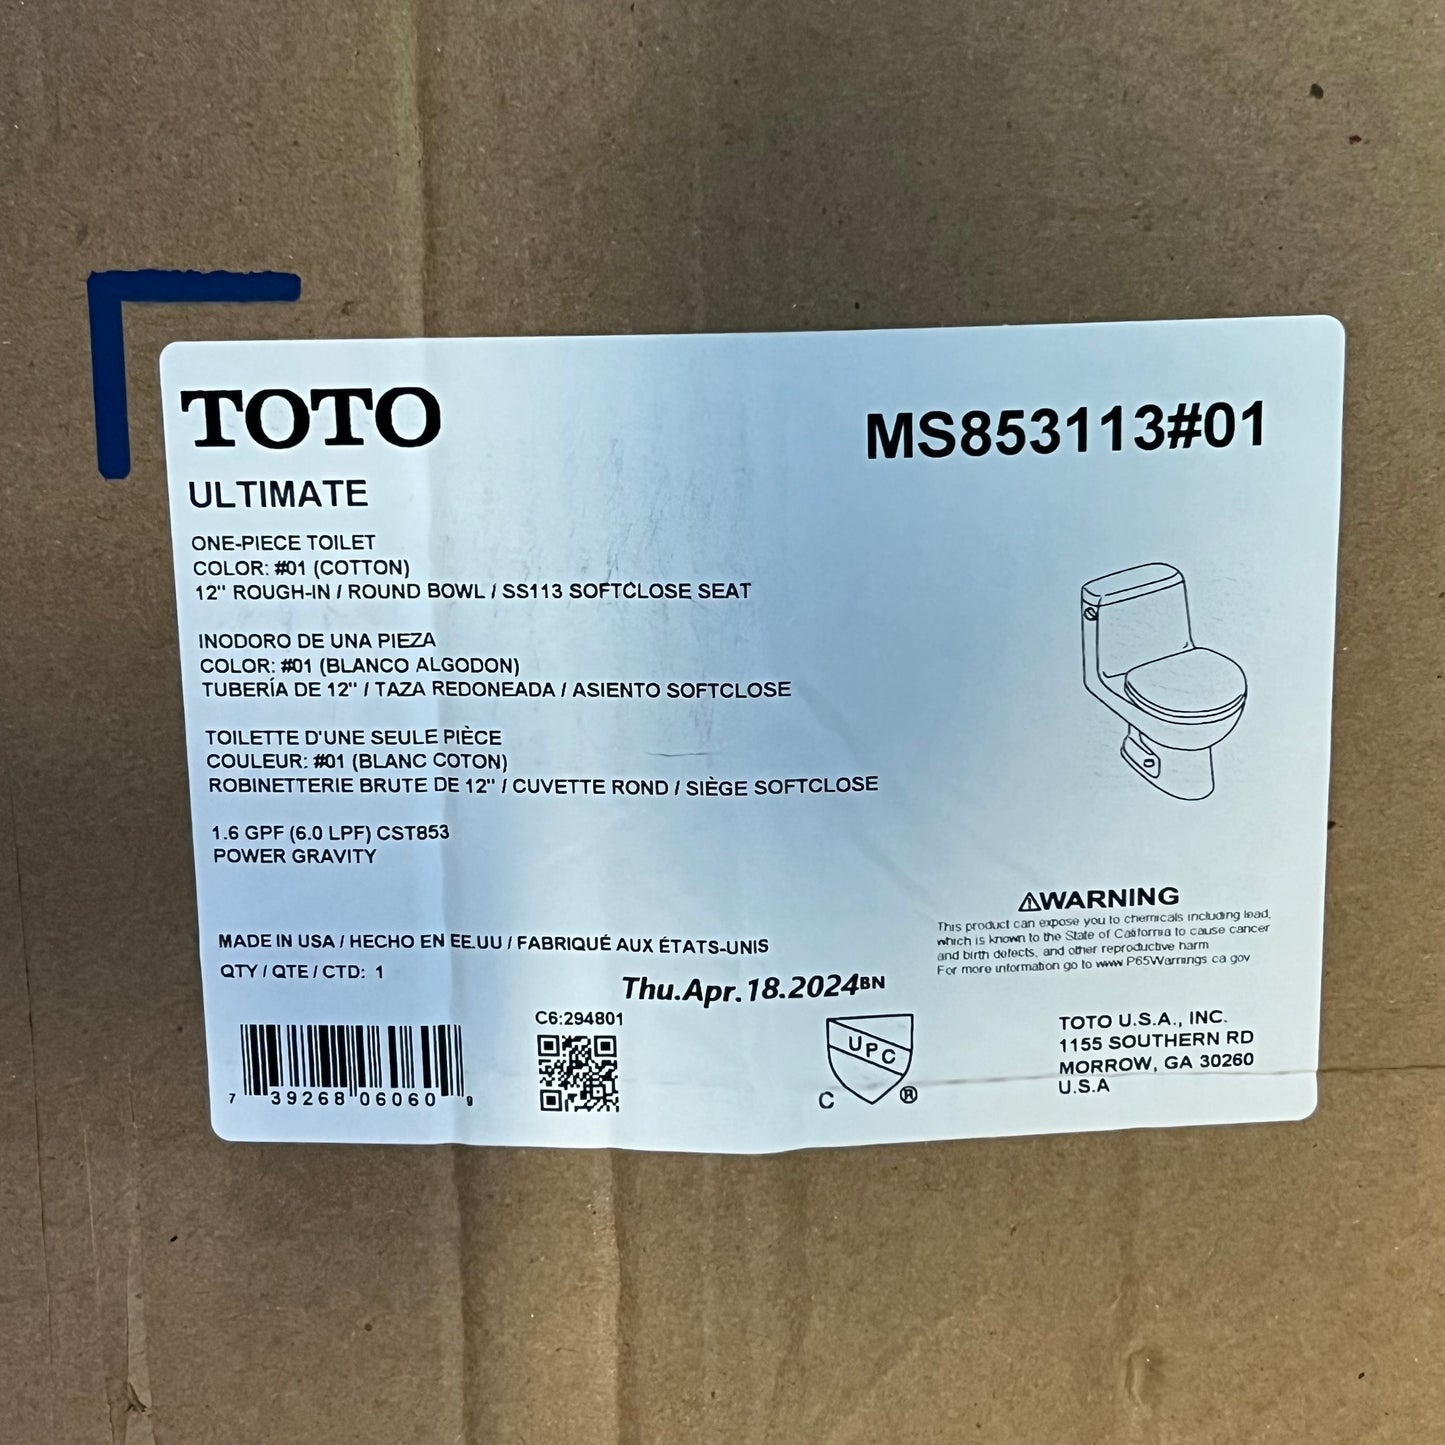 TOTO
MS853113#01
ULTIMATE
ONE-PIECE TOILET
COLOR: #01 (COTTON)
12" ROUGH-IN / ROUND BOWL / SS113 SOFTCLOSE SEAT
INODORO DE UNA PIEZA
COLOR: #01 (BLANCO ALGODON)
TUBERÍA DE 12" / TAZA REDONEADA / ASIENTO SOFTCLOSE
TOILETTE D'UNE SEULE PIÈCE
COULEUR: #01 (BLANC COTON)
ROBINETTERIE BRUTE DE 12" / CUVETTE ROND / SIÈGE SOFTCLOSE
1.6 GPF (6.0 LPF) CST853
POWER GRAVITY
⚠WARNING
This product can expose you to chemicals including lead,
which is known to the State of California to cause cancer
and birth defects, and other reproductive harm
For more information go to www P65Warnings ca gov
MADE IN USA / HECHO EN EE.UU / FABRIQUÉ AUX ÉTATS-UNIS
QTY / QTE / CTD: 1
Thu.Apr.18.2024BN
C6:294801
7 39268 06060 9
UPC
C ®
TOTO U.S.A., INC.
1155 SOUTHERN RD
MORROW, GA 30260
U.S.A